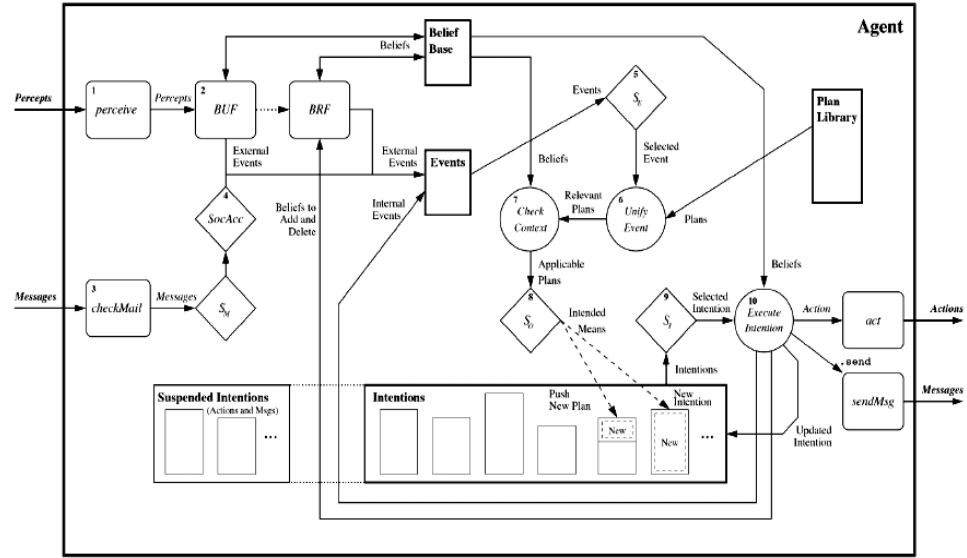 Agent
Belief
Base
Beliefs
5
Events
S_E
Plan
Library
Percepts
1
perceive
Percepts
2
BUF
BRF
External
Events
External
Events
Events
Selected
Event
Beliefs
4
SocAcc
Beliefs to
Add and
Delete
Internal
Events
7
Check
Context
Relevant
Plans
6
Unify
Event
Plans
Messages
3
checkMail
Messages
S_M
Applicable
Plans
8
S_O
Intended
Means
9
S_I
Selected
Intention
Beliefs
10
Execute
Intention
Action
act
Actions
.send
sendMsg
Messages
Intentions
Suspended Intentions
(Actions and Msgs)
...
Intentions
Push
New Plan
New
Intention
New
New
...
Updated
Intention